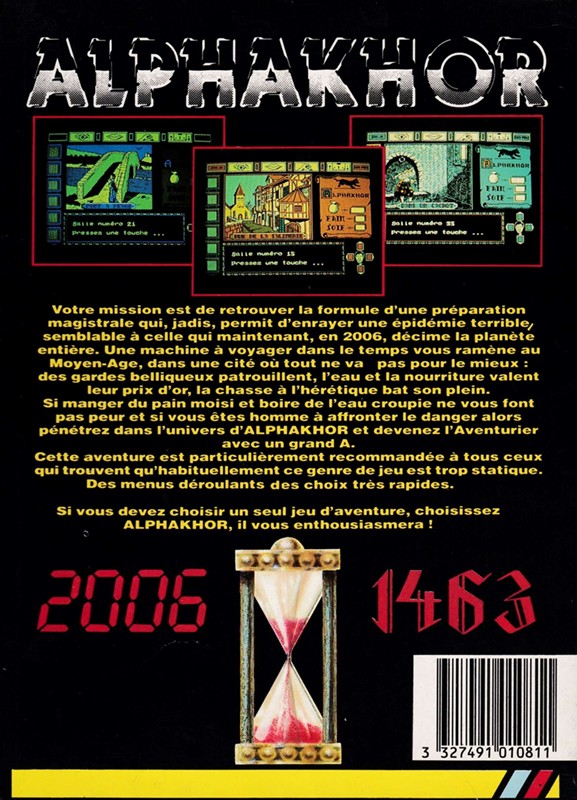 ALPHAKHOR
Salle numéro 21
Pressez une touche ...
ALPHAKHOR
FAIM
SOIF
RUE DE LA CALANDRE
Salle numéro 15
Pressez une touche ...
ALPHAKHOR
FAIM
SOIF
Pressez une touche ...
Votre mission est de retrouver la formule d'une préparation
magistrale qui, jadis, permit d'enrayer une épidémie terrible,
semblable à celle qui maintenant, en 2006, décime la planète
entière. Une machine à voyager dans le temps vous ramène au
Moyen-Age, dans une cité où tout ne va pas pour le mieux :
des gardes belliqueux patrouillent, l'eau et la nourriture valent
leur prix d'or, la chasse à l'hérétique bat son plein.
Si manger du pain moisi et boire de l'eau croupie ne vous font
pas peur et si vous êtes homme à affronter le danger alors
pénétrez dans l'univers d'ALPHAKHOR et devenez l'Aventurier
avec un grand A.
Cette aventure est particulièrement recommandée à tous ceux
qui trouvent qu'habituellement ce genre de jeu est trop statique.
Des menus déroulants des choix très rapides.
Si vous devez choisir un seul jeu d'aventure, choisissez
ALPHAKHOR, il vous enthousiasmera !
2006
1463
3 327491 010811